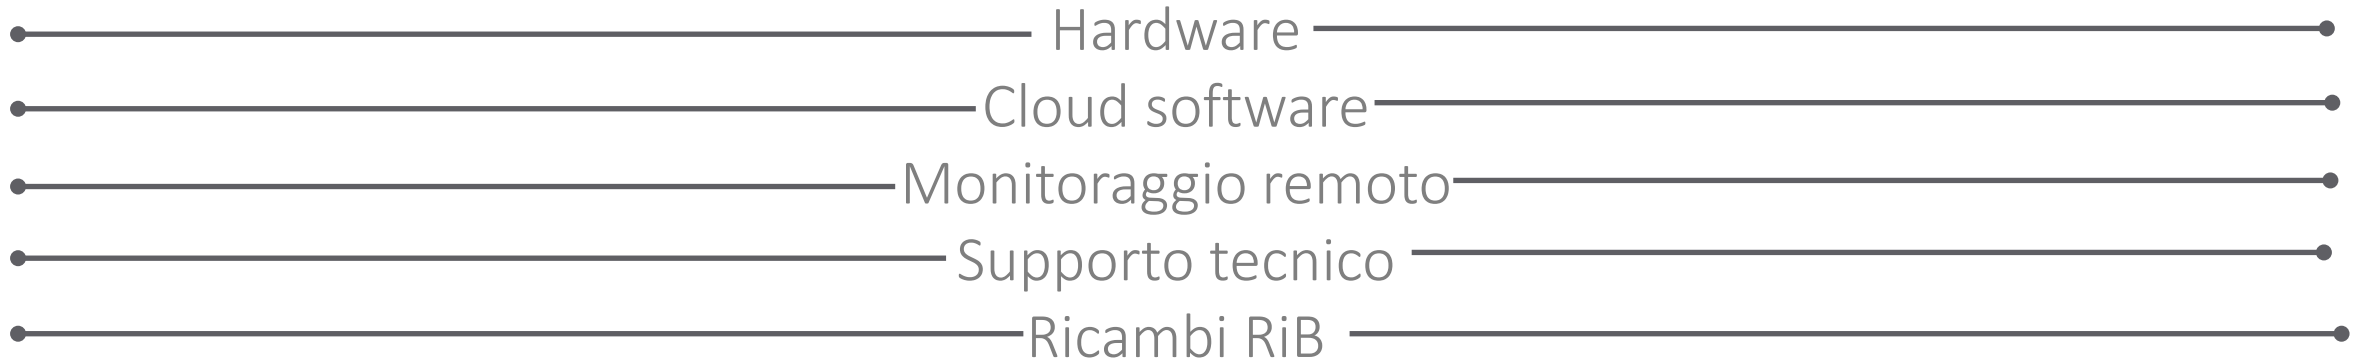 Hardware
Cloud software
Monitoraggio remoto
Supporto tecnico
Ricambi RiB